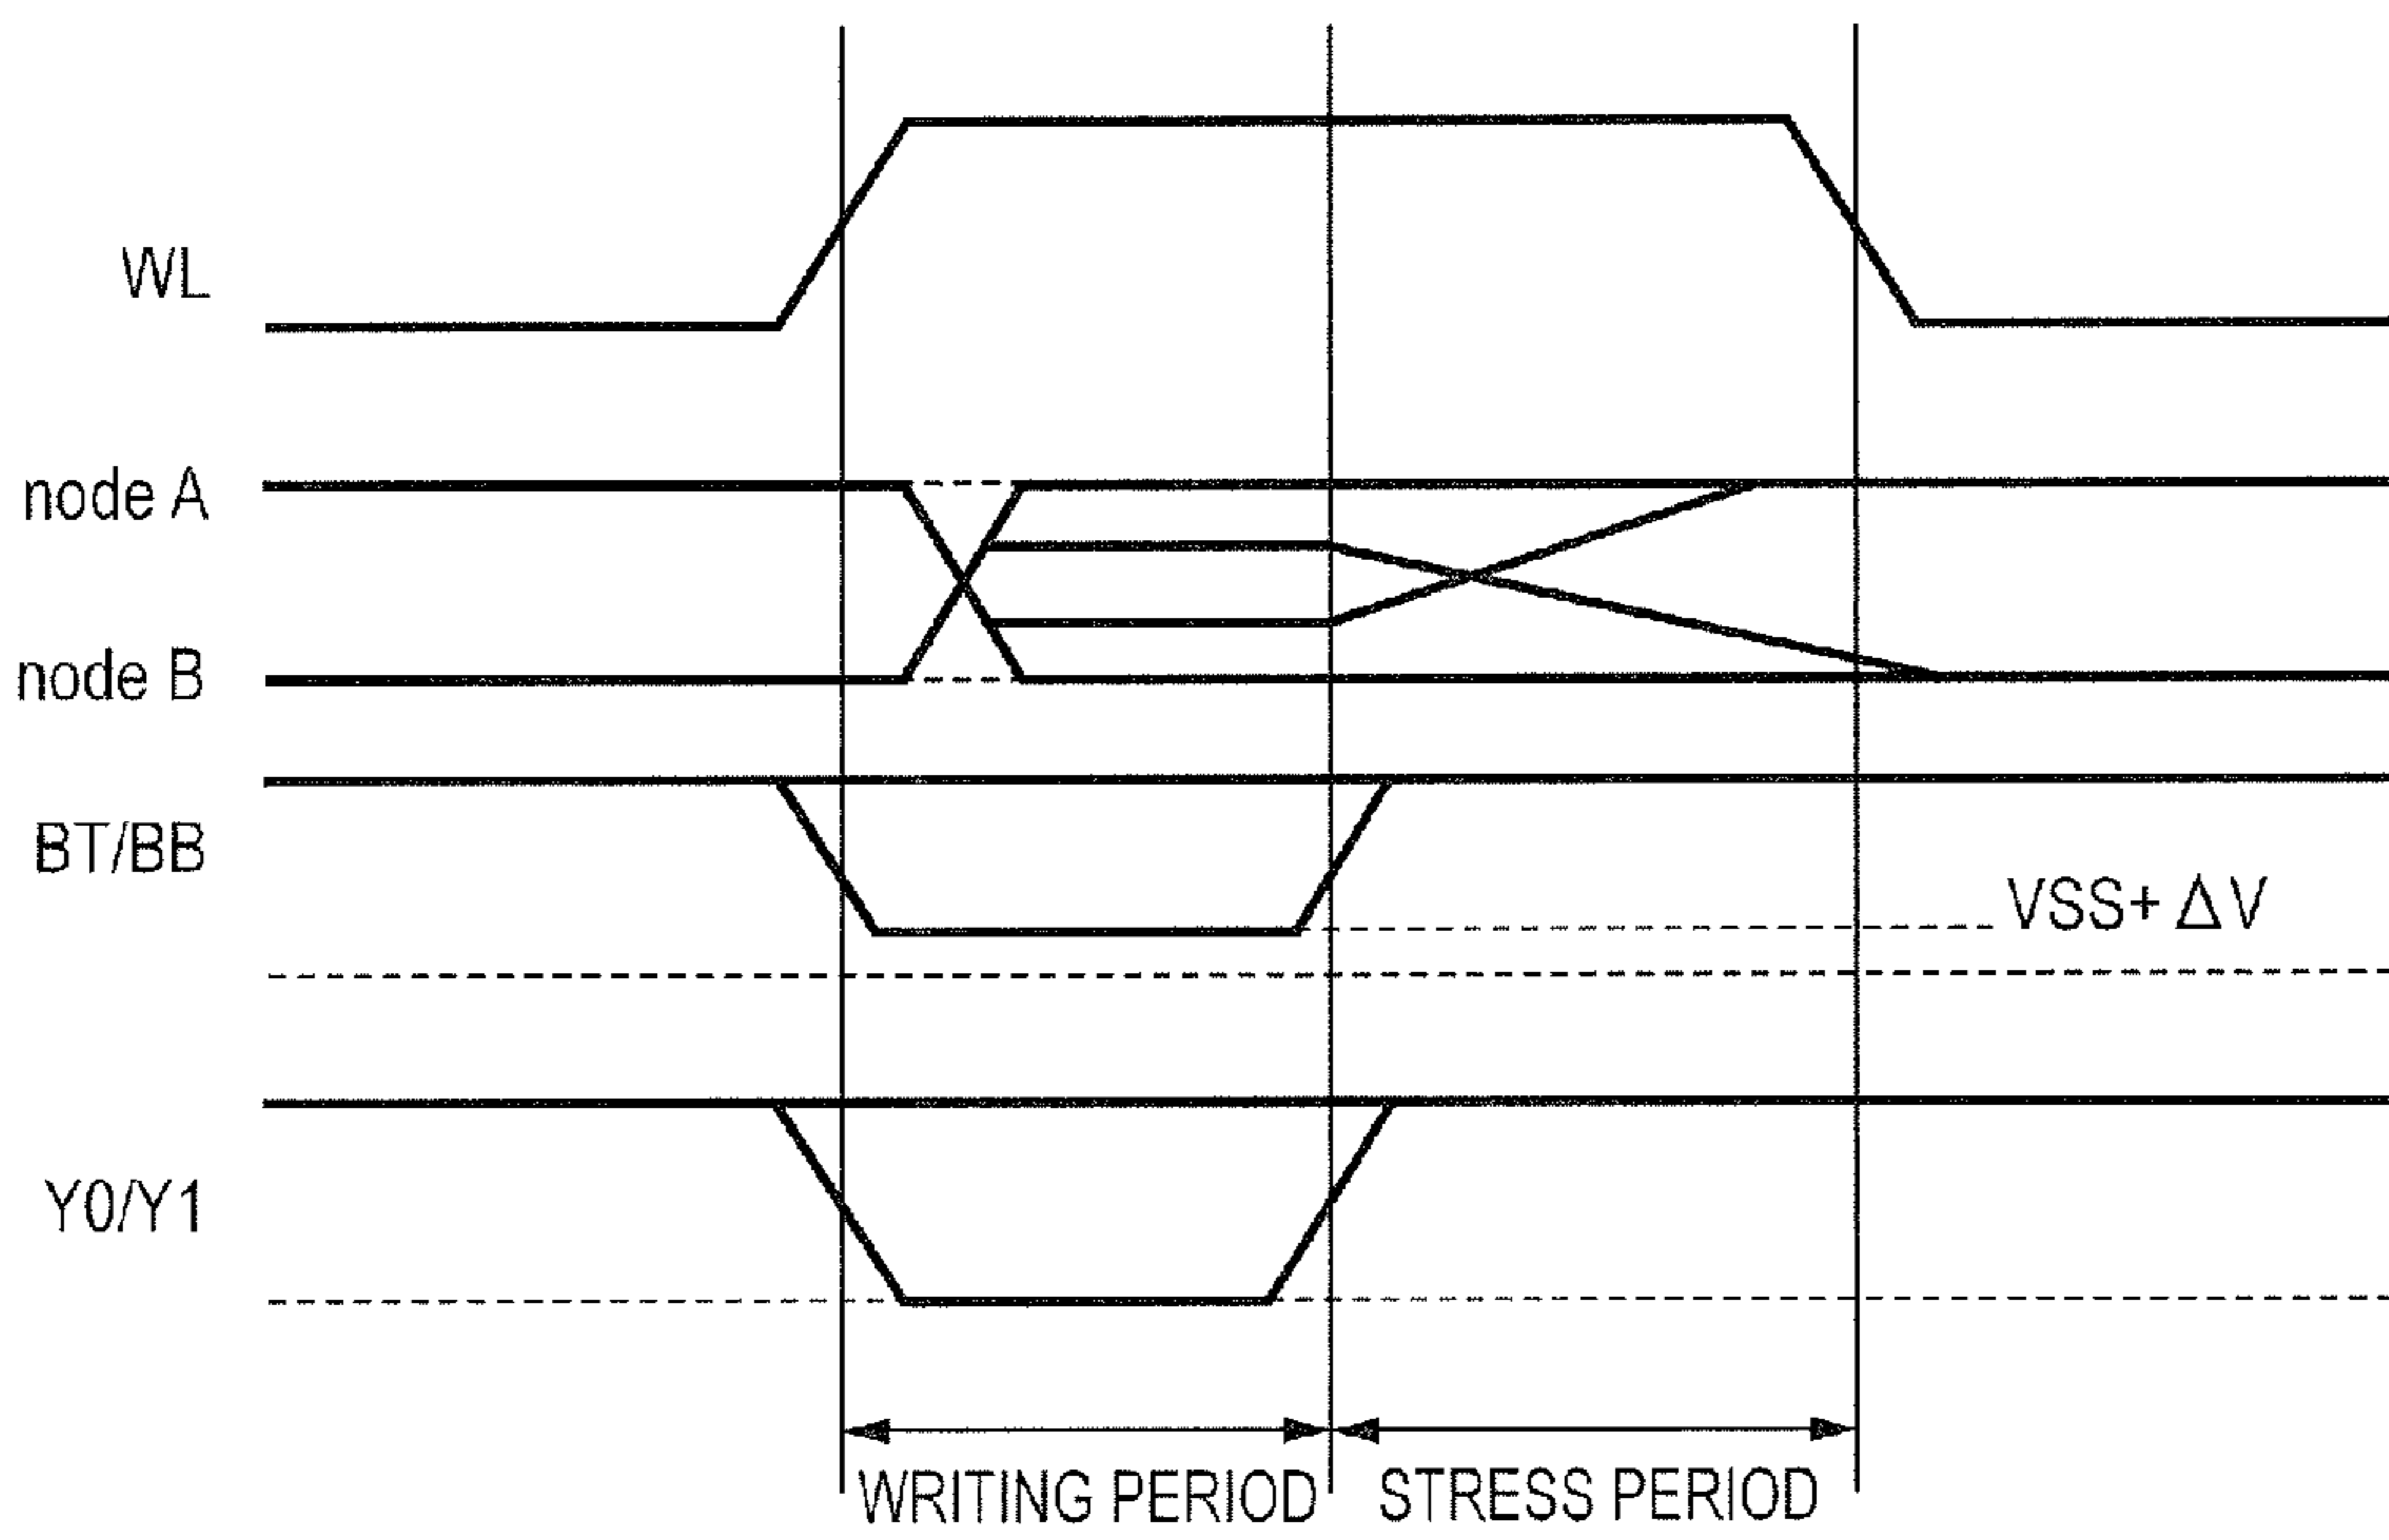 WL
node A
node B
BT/BB
VSS+ ΔV
Y0/Y1
WRITING PERIOD
STRESS PERIOD